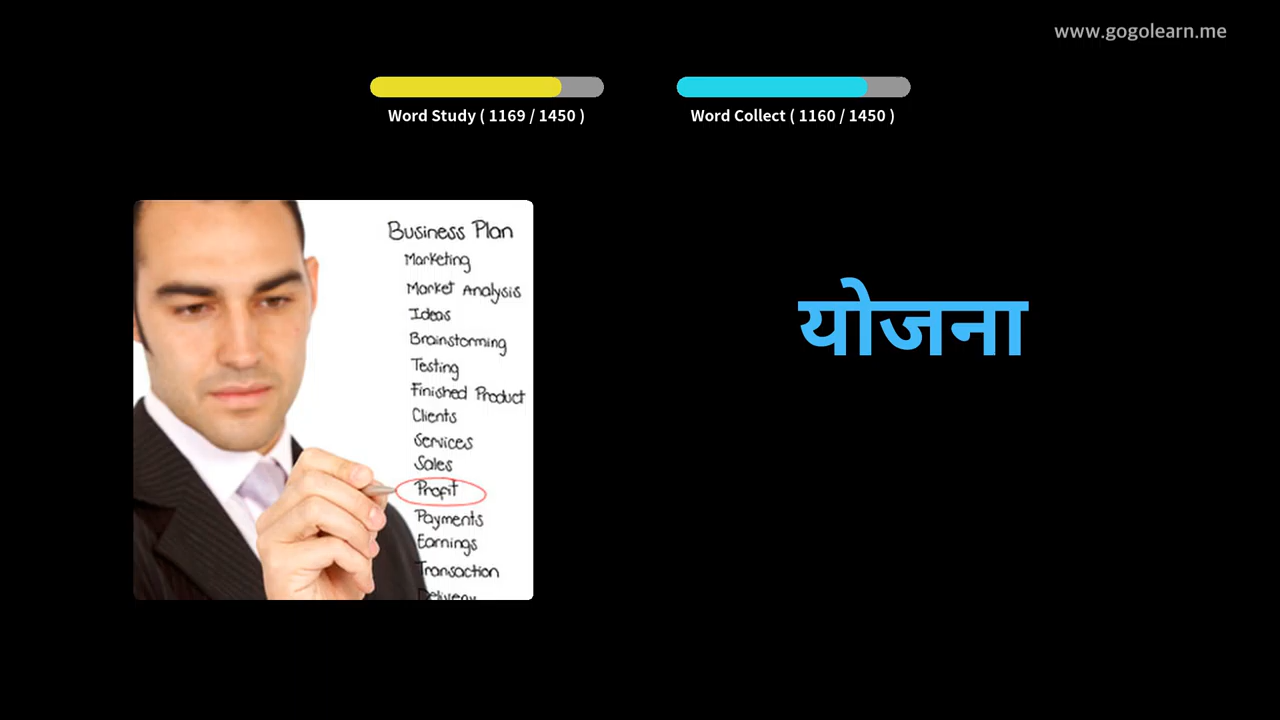 www.gogolearn.me
Word Study ( 1169 / 1450 )
Word Collect ( 1160 / 1450 )
Business Plan
Marketing
Market Analysis
Ideas
Brainstorming
Testing
Finished Product
Clients
Services
Sales
Profit
Payments
Earnings
Transaction
Delivery
योजना